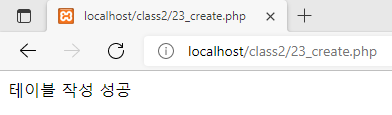 localhost/class2/23_create.php
localhost/class2/23_create.php
테이블 작성 성공